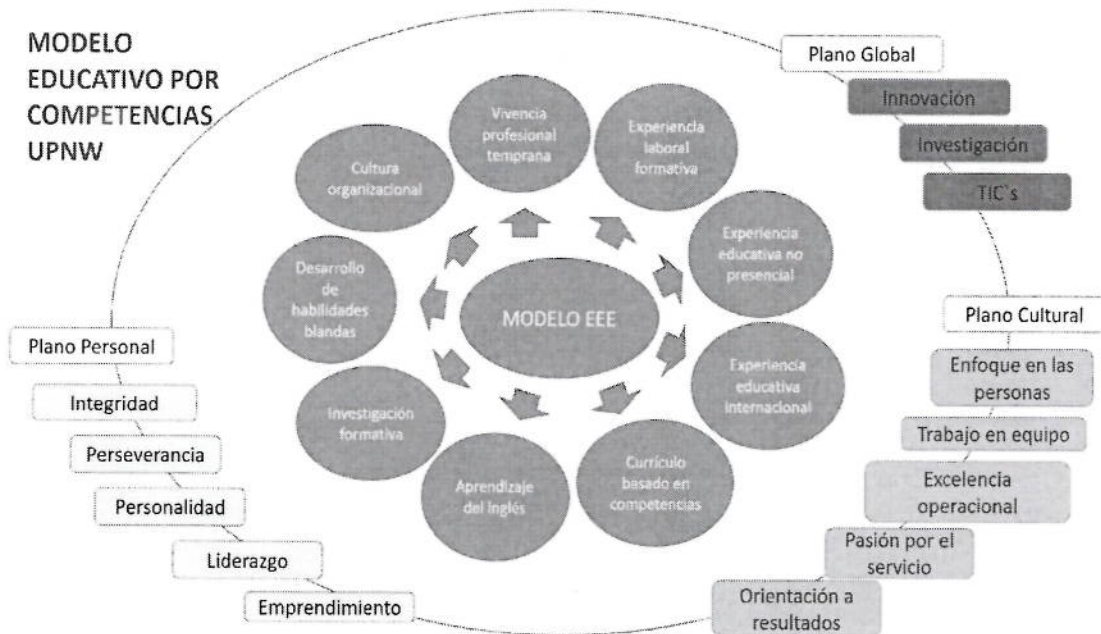 MODELO
EDUCATIVO POR
COMPETENCIAS
UPNW
Plano Global
Innovación
Investigación
TIC`s
Vivencia
profesional
temprana
Experiencia
laboral
formativa
Cultura
organizacional
Experiencia
educativa no
presencial
Desarrollo
de
habilidades
blandas
MODELO EEE
Experiencia
educativa
internacional
Investigación
formativa
Aprendizaje
del Inglés
Currículo
basado en
competencias
Plano Personal
Integridad
Perseverancia
Personalidad
Liderazgo
Emprendimiento
Plano Cultural
Enfoque en las
personas
Trabajo en equipo
Excelencia
operacional
Pasión por el
servicio
Orientación a
resultados